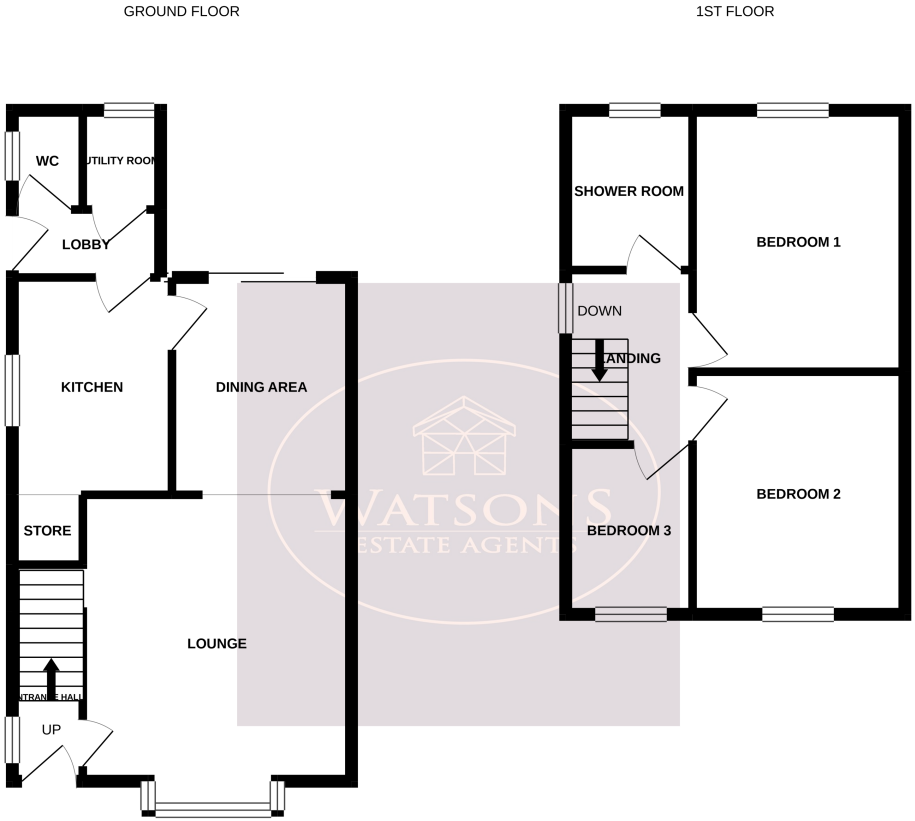 GROUND FLOOR
1ST FLOOR
WC
UTILITY ROOM
LOBBY
KITCHEN
DINING AREA
STORE
LOUNGE
ENTRANCE HALL
UP
SHOWER ROOM
BEDROOM 1
DOWN
LANDING
BEDROOM 2
BEDROOM 3
WATSONS
ESTATE AGENTS